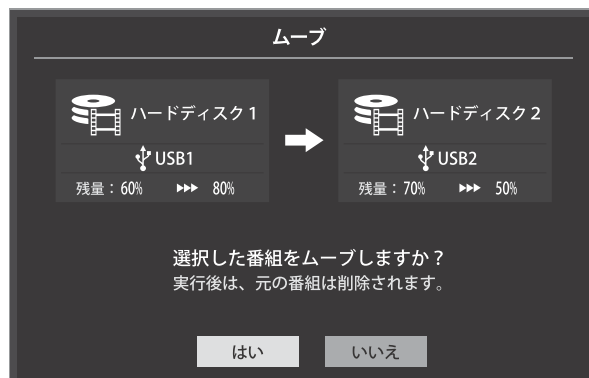 ムーブ
ハードディスク1
USB1
残量:60% ▶▶▶ 80%
ハードディスク2
USB2
残量:70% ▶▶▶ 50%
選択した番組をムーブしますか?
実行後は、元の番組は削除されます。
はい
いいえ